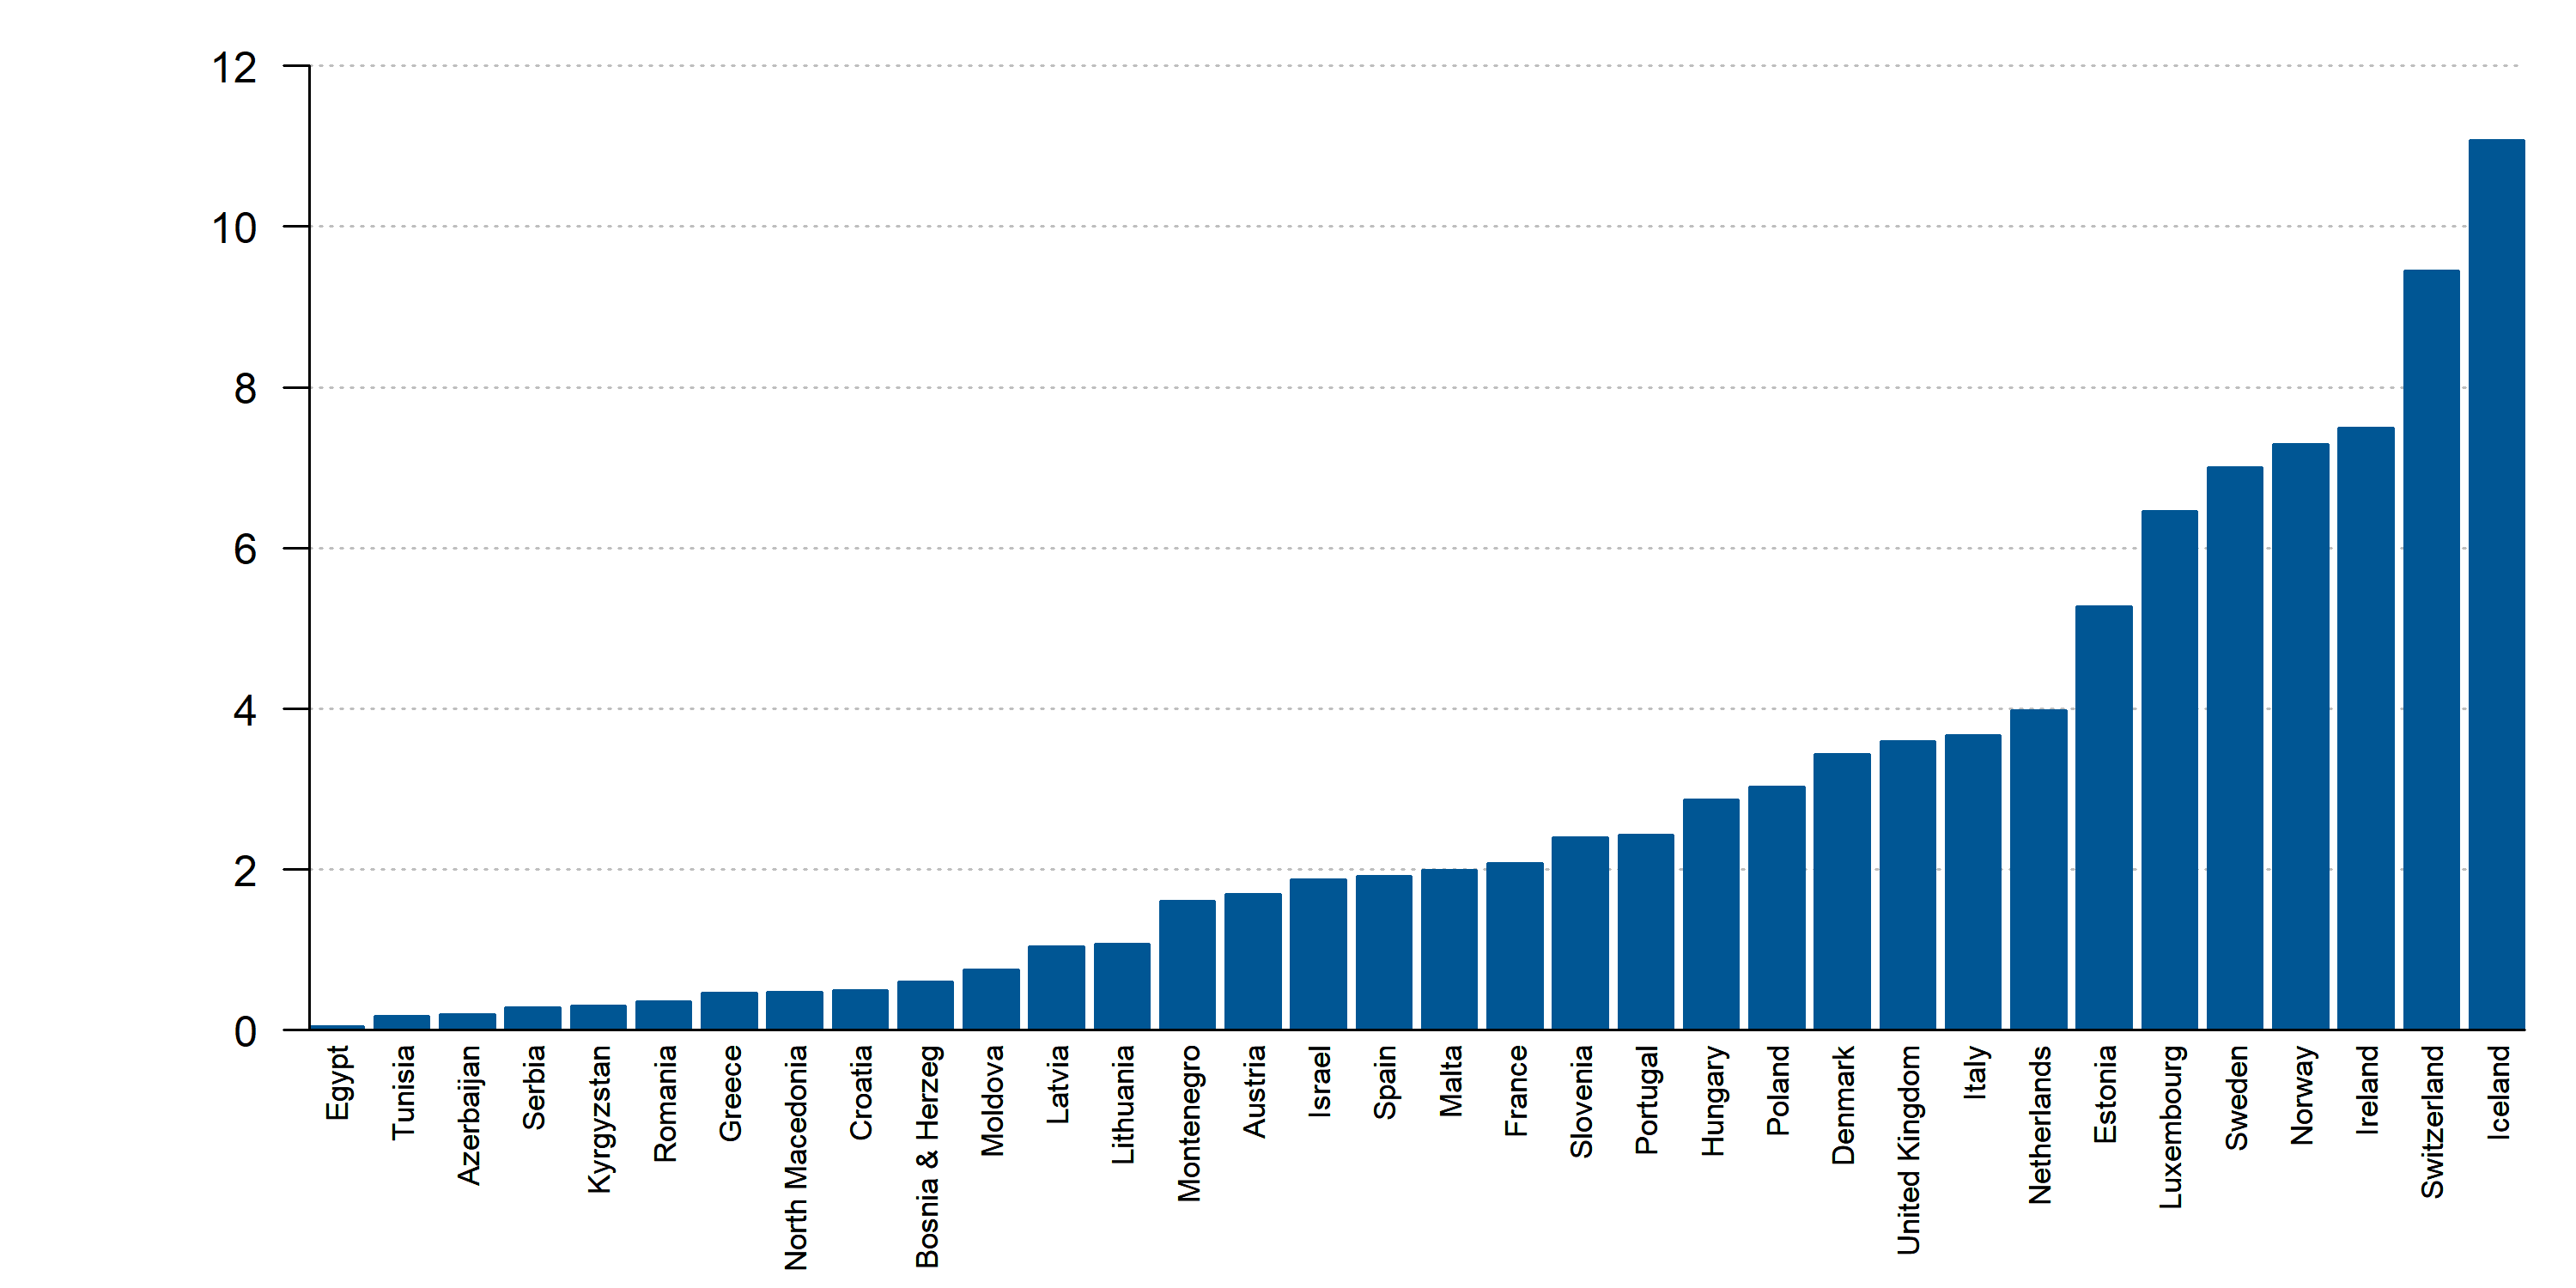 12
10
8
6
4
2
0
Egypt
Tunisia
Azerbaijan
Serbia
Kyrgyzstan
Romania
Greece
North Macedonia
Croatia
Bosnia & Herzeg
Moldova
Latvia
Lithuania
Montenegro
Austria
Israel
Spain
Malta
France
Slovenia
Portugal
Hungary
Poland
Denmark
United Kingdom
Italy
Netherlands
Estonia
Luxembourg
Sweden
Norway
Ireland
Switzerland
Iceland